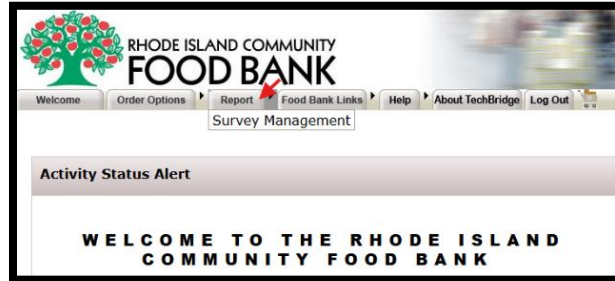 RHODE ISLAND COMMUNITY
FOOD BANK
Welcome Order Options Report Food Bank Links Help About TechBridge Log Out
Survey Management
Activity Status Alert
WELCOME TO THE RHODE ISLAND
COMMUNITY FOOD BANK